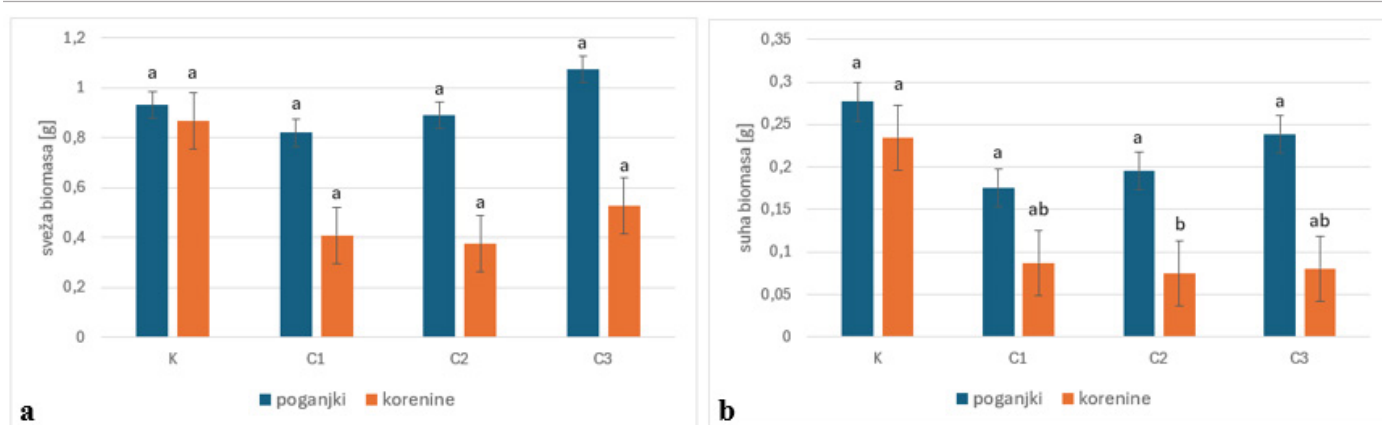 1,2
1
0,8
0,6
0,4
0,2
0
sveža biomasa [g]
a a
a a
a a
a a
K C1 C2 C3
poganjki korenine
a
0,35
0,3
0,25
0,2
0,15
0,1
0,05
0
suha biomasa [g]
a a
a ab
a b
a ab
K C1 C2 C3
poganjki korenine
b